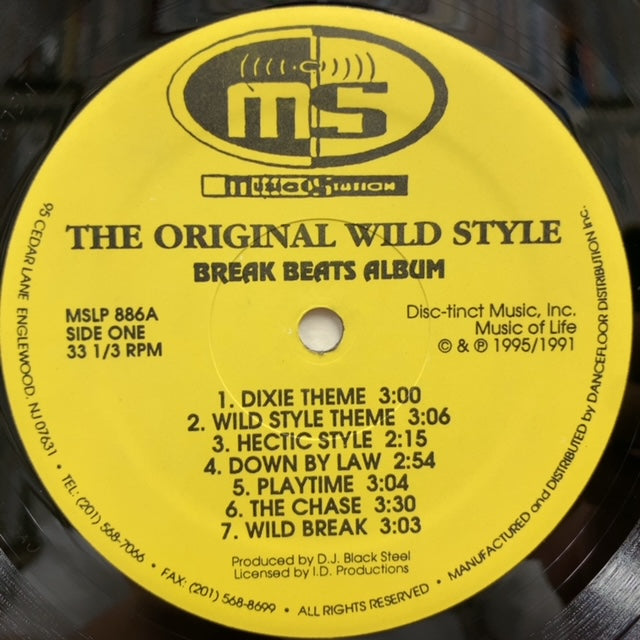 MS
THE ORIGINAL WILD STYLE
BREAK BEATS ALBUM
MSLP 886A
SIDE ONE
33 1/3 RPM
Disc-tinct Music, Inc.
Music of Life
© & ℗ 1995/1991
1. DIXIE THEME 3:00
2. WILD STYLE THEME 3:06
3. HECTIC STYLE 2:15
4. DOWN BY LAW 2:54
5. PLAYTIME 3:04
6. THE CHASE 3:30
7. WILD BREAK 3:03
Produced by D.J. Black Steel
Licensed by I.D. Productions
95 CEDAR LANE ENGLEWOOD, NJ 07631 • TEL: (201) 568-7066 • FAX: (201) 568-8699 • ALL RIGHTS RESERVED • MANUFACTURED and DISTRIBUTED by DANCEFLOOR DISTRIBUTION Inc.